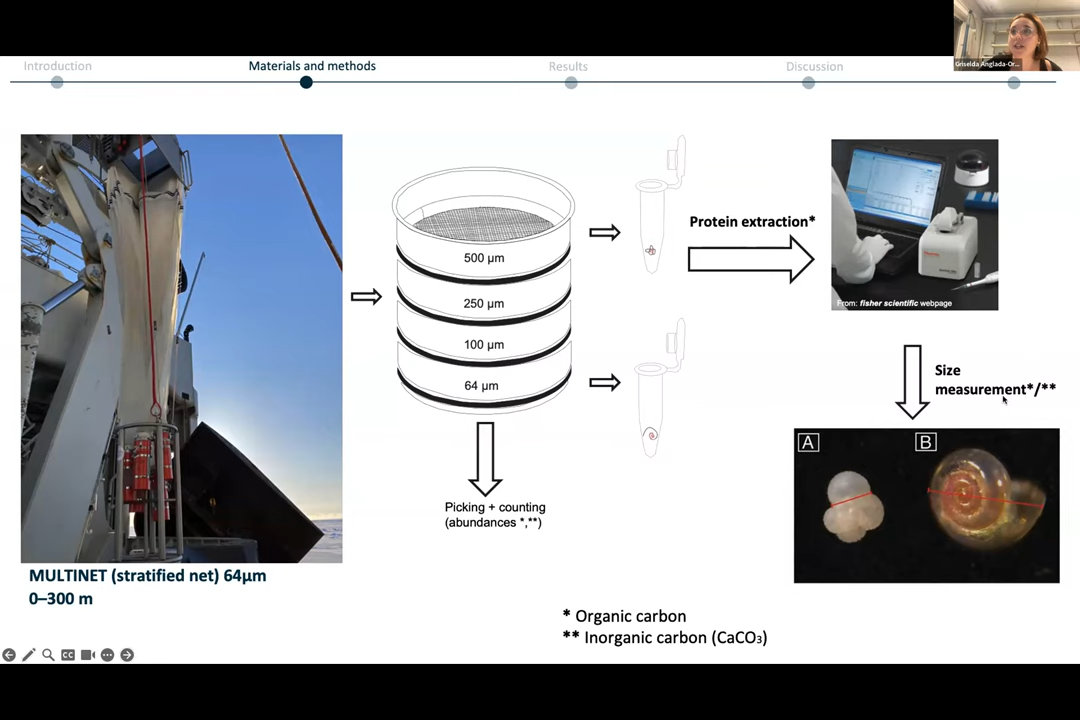 Griselda Anglada-Or...
Introduction
Materials and methods
Results
Discussion
500 µm
250 µm
100 µm
64 µm
Picking + counting
(abundances *,**)
Protein extraction*
From: fisher scientific webpage
Size
measurement*/**
A
B
MULTINET (stratified net) 64µm
0–300 m
* Organic carbon
** Inorganic carbon (CaCO₃)
CC